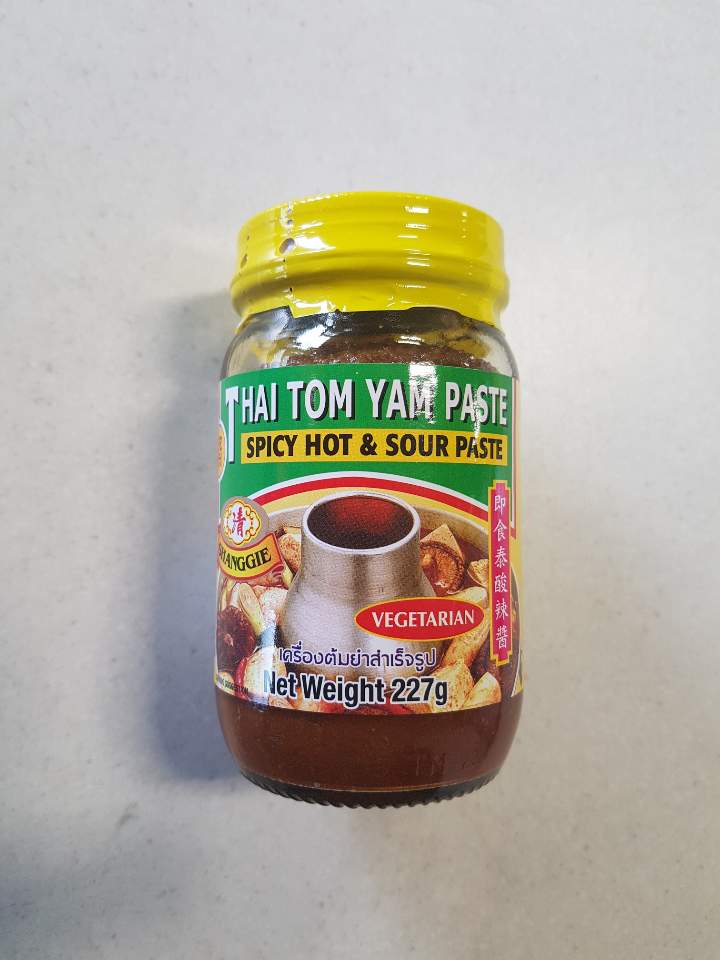 THAI TOM YAM PASTE
SPICY HOT & SOUR PASTE
清
即食泰酸辣醬
VEGETARIAN
เครื่องต้มยำสำเร็จรูป
Net Weight 227g